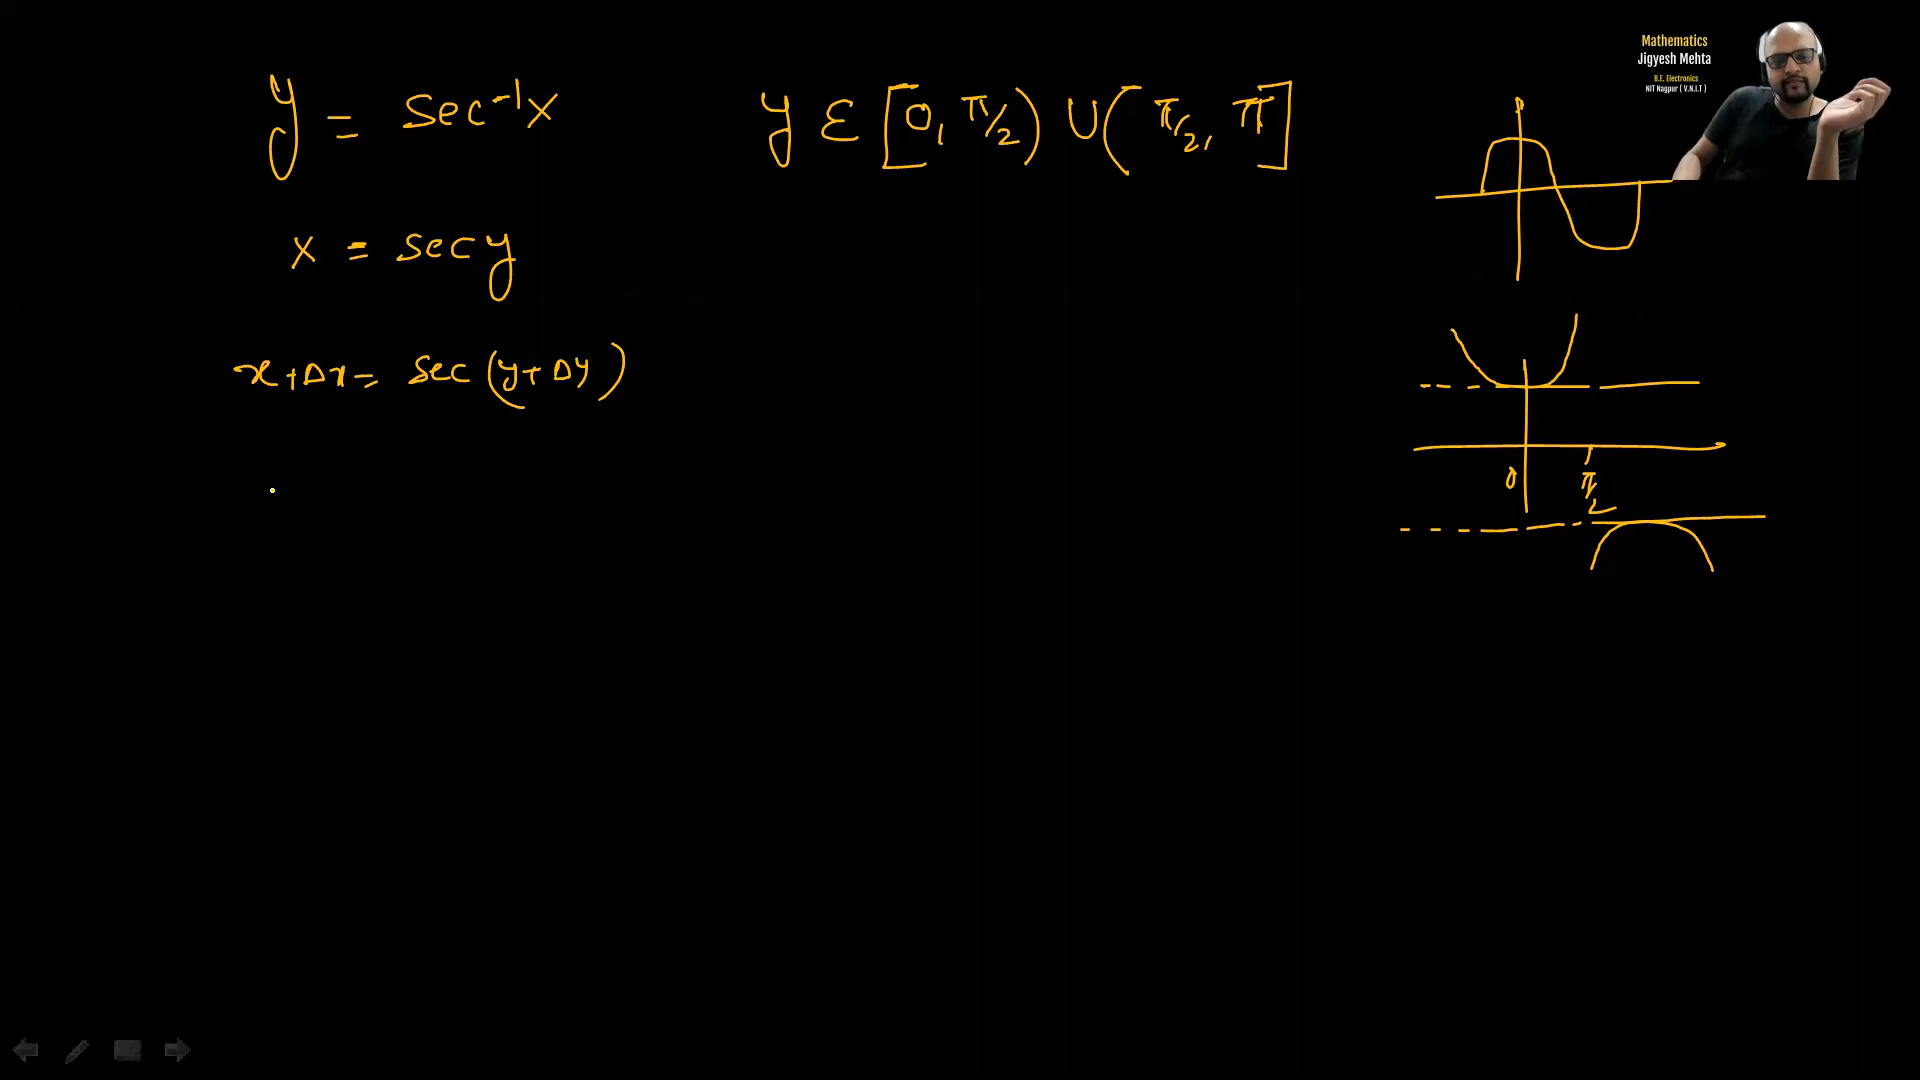 Mathematics
Jigyesh Mehta
B.E. Electronics
NIT Nagpur ( V.N.I.T )
y = sec⁻¹x    y ε [0, π/2) ∪ (π/2, π]
x = sec y
x + Δx = sec (y + Δy)
0 π/2